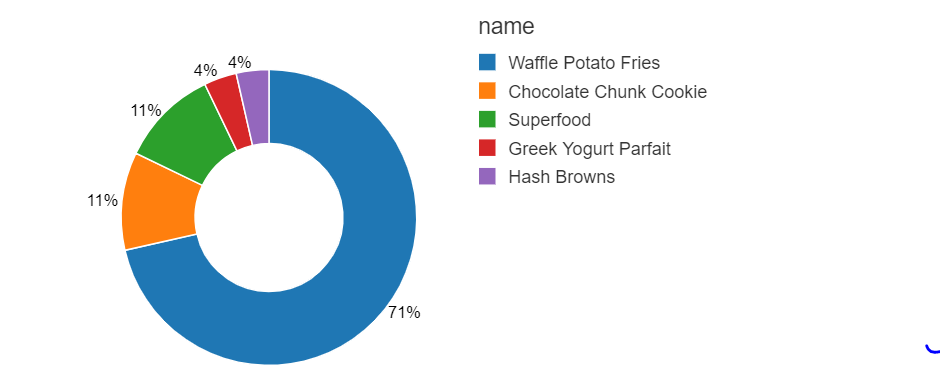 name
Waffle Potato Fries
Chocolate Chunk Cookie
Superfood
Greek Yogurt Parfait
Hash Browns
4%
4%
11%
11%
71%